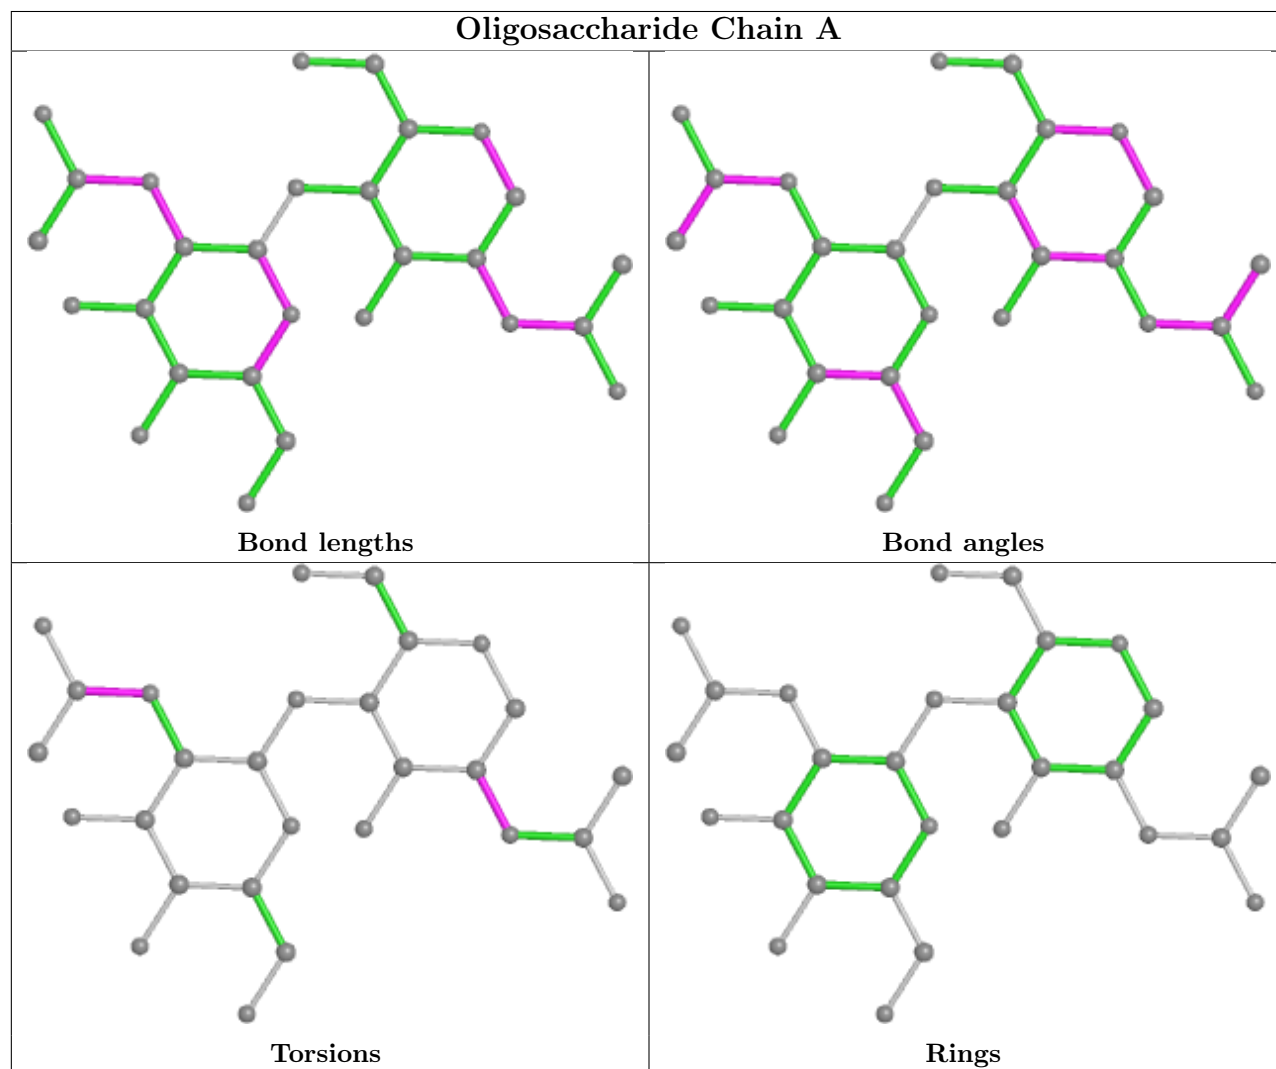 Oligosaccharide Chain A
Bond lengths
Bond angles
Torsions
Rings